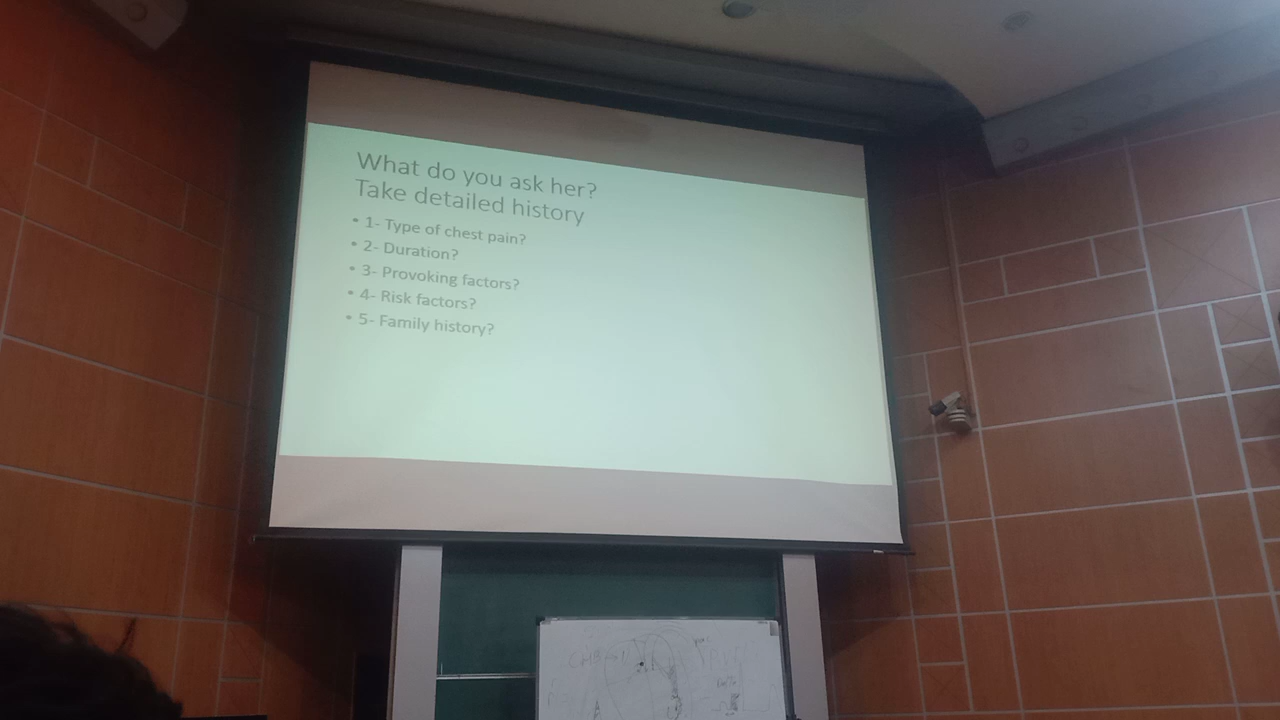 What do you ask her?
Take detailed history
• 1- Type of chest pain?
• 2- Duration?
• 3- Provoking factors?
• 4- Risk factors?
• 5- Family history?